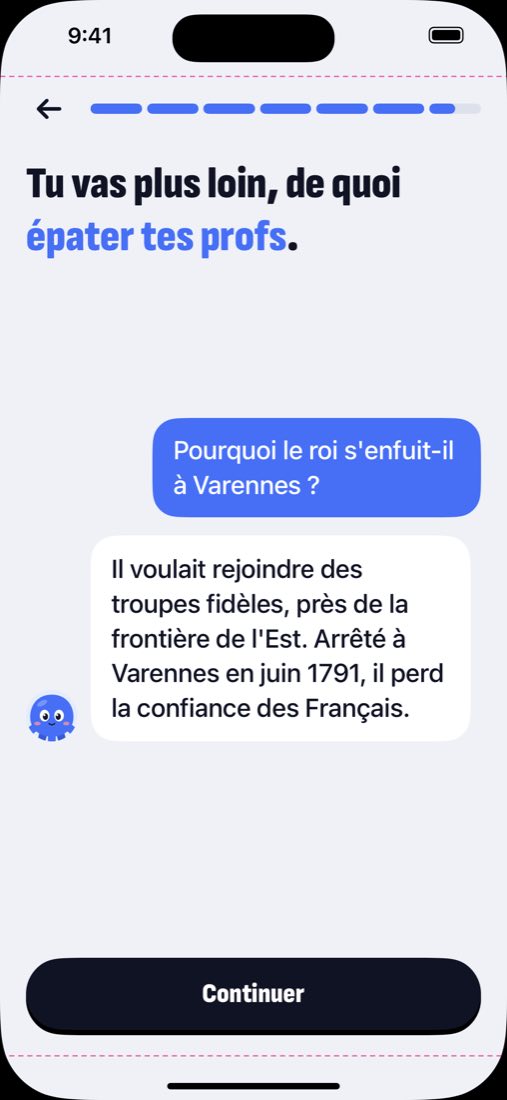 9:41
Tu vas plus loin, de quoi
épater tes profs.
Pourquoi le roi s'enfuit-il
à Varennes ?
Il voulait rejoindre des
troupes fidèles, près de la
frontière de l'Est. Arrêté à
Varennes en juin 1791, il perd
la confiance des Français.
Continuer